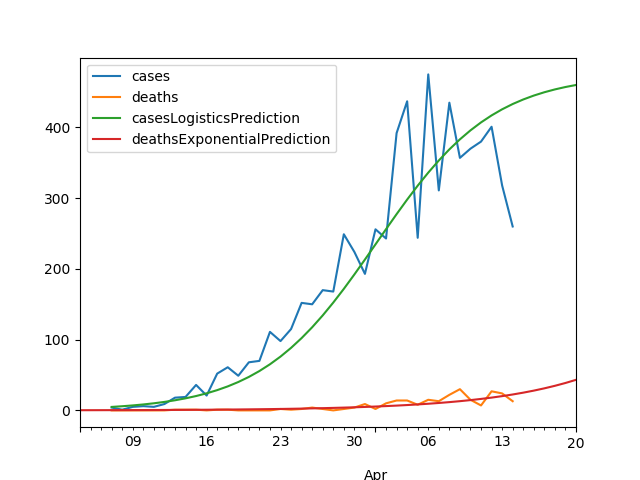 cases
deaths
casesLogisticsPrediction
deathsExponentialPrediction
400
300
200
100
0
09 16 23 30 06 13 20
Apr